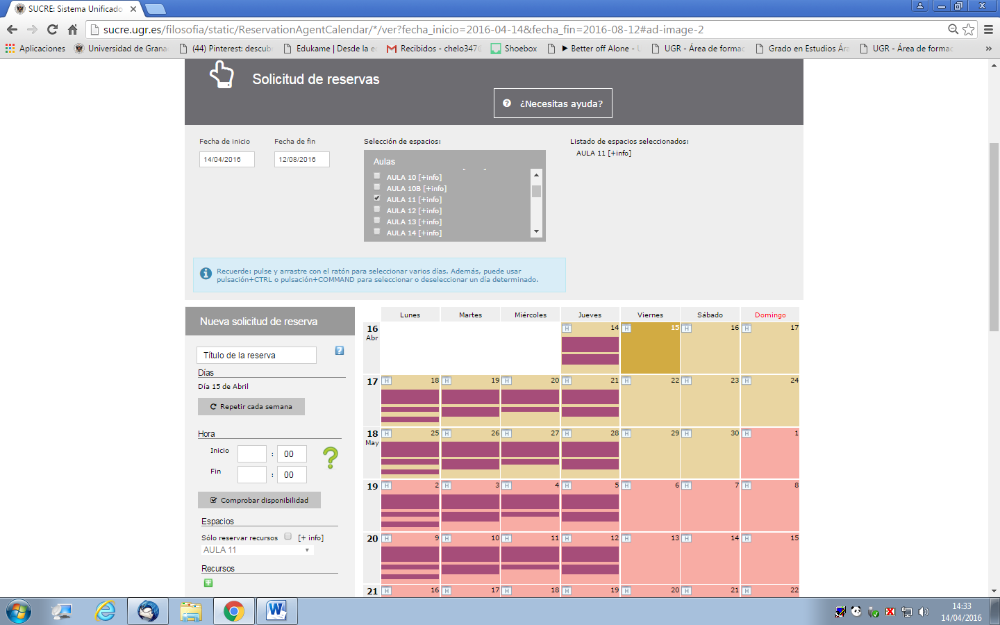 SUCRE: Sistema Unificado
sucre.ugr.es/filosofia/static/ReservationAgentCalendar/*/ver?fecha_inicio=2016-04-14&fecha_fin=2016-08-12#ad-image-2
Aplicaciones Universidad de Grana (44) Pinterest: descub Edukame | Desde la e Recibidos - chelo347@ Shoebox ▶ Better off Alone - UGR - Área de formac Grado en Estudios Ára UGR - Área de formac »
Solicitud de reservas
¿Necesitas ayuda?
Fecha de inicio Fecha de fin Selección de espacios: Listado de espacios seleccionados:
14/04/2016 12/08/2016 AULA 11 [+info]
Aulas
AULA 10 [+info]
AULA 10B [+info]
AULA 11 [+info]
AULA 12 [+info]
AULA 13 [+info]
AULA 14 [+info]
Recuerde: pulse y arrastre con el ratón para seleccionar varios días. Además, puede usar
pulsación+CTRL o pulsación+COMMAND para seleccionar o deseleccionar un día determinado.
Nueva solicitud de reserva
Título de la reserva
Días
Día 15 de Abril
Repetir cada semana
Hora
Inicio : 00
Fin : 00
Comprobar disponibilidad
Espacios
Sólo reservar recursos [+ info]
AULA 11
Recursos
Lunes Martes Miércoles Jueves Viernes Sábado Domingo
16 H 14 H 15 H 16 H 17
Abr
17 H 18 H 19 H 20 H 21 H 22 H 23 H 24
18 H 25 H 26 H 27 H 28 H 29 H 30 H 1
May
19 H 2 H 3 H 4 H 5 H 6 H 7 H 8
20 H 9 H 10 H 11 H 12 H 13 H 14 H 15
21 H 16 H 17 H 18 H 19 H 20 H 21 H 22
14:33
14/04/2016